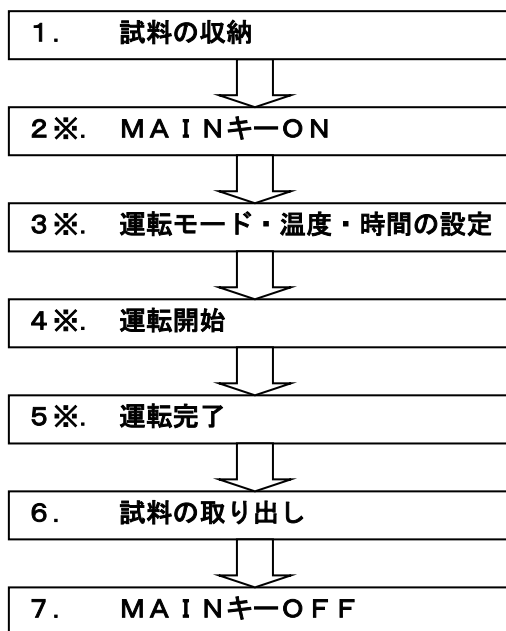 １． 試料の収納
２※． ＭＡＩＮキーＯＮ
３※． 運転モード・温度・時間の設定
４※． 運転開始
５※． 運転完了
６． 試料の取り出し
７． ＭＡＩＮキーＯＦＦ